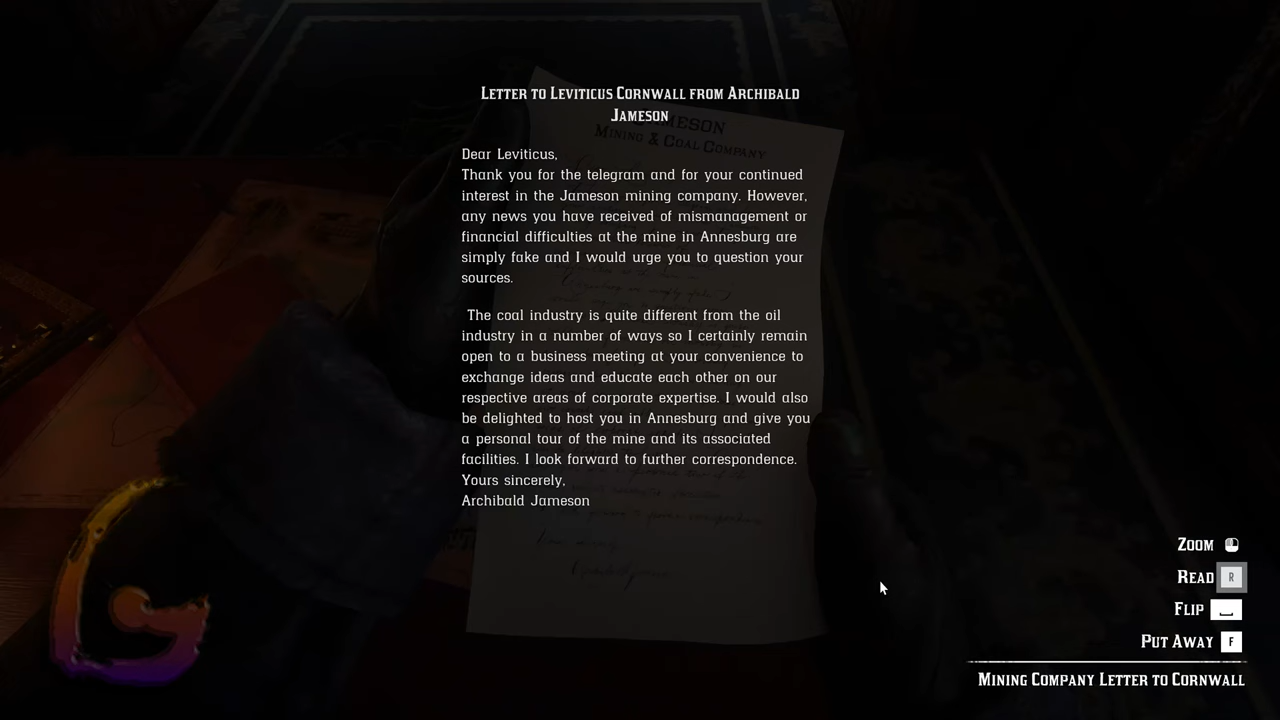 Letter to Leviticus Cornwall from Archibald
Jameson
Jameson
Mining & Coal Company
Dear Leviticus,
Thank you for the telegram and for your continued
interest in the Jameson mining company. However,
any news you have received of mismanagement or
financial difficulties at the mine in Annesburg are
simply fake and I would urge you to question your
sources.
The coal industry is quite different from the oil
industry in a number of ways so I certainly remain
open to a business meeting at your convenience to
exchange ideas and educate each other on our
respective areas of corporate expertise. I would also
be delighted to host you in Annesburg and give you
a personal tour of the mine and its associated
facilities. I look forward to further correspondence.
Yours sincerely,
Archibald Jameson
Zoom
Read R
Flip
Put Away F
Mining Company Letter to Cornwall